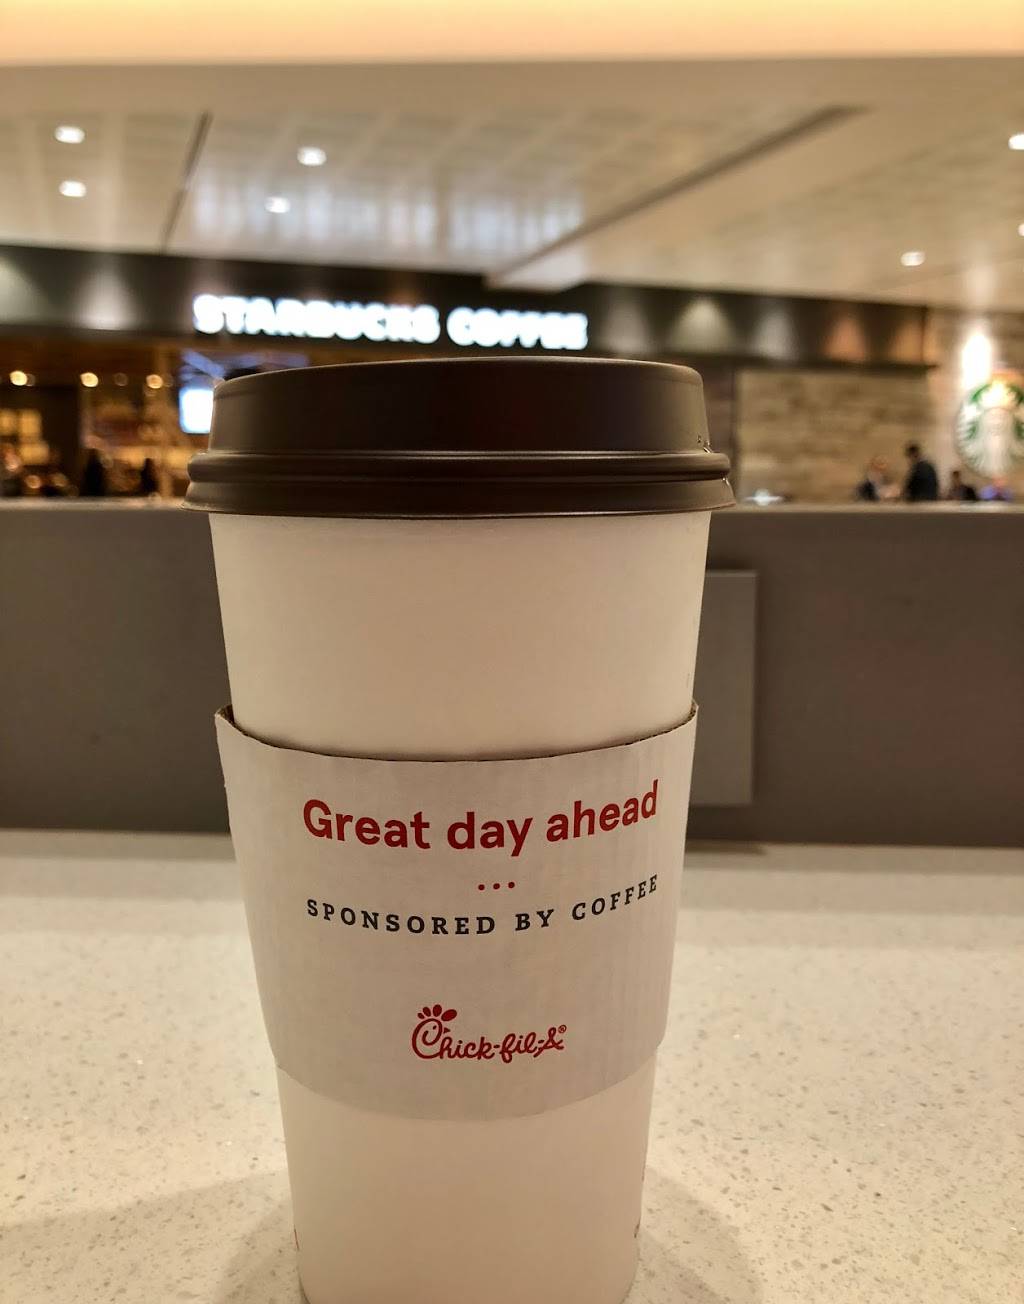 STARBUCKS COFFEE
Great day ahead
...
SPONSORED BY COFFEE
Chick-fil-A®